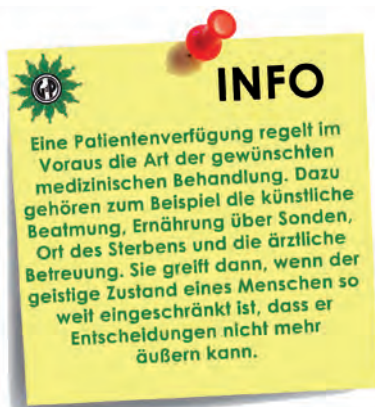 INFO
Eine Patientenverfügung regelt im
Voraus die Art der gewünschten
medizinischen Behandlung. Dazu
gehören zum Beispiel die künstliche
Beatmung, Ernährung über Sonden,
Ort des Sterbens und die ärztliche
Betreuung. Sie greift dann, wenn der
geistige Zustand eines Menschen so
weit eingeschränkt ist, dass er
Entscheidungen nicht mehr
äußern kann.